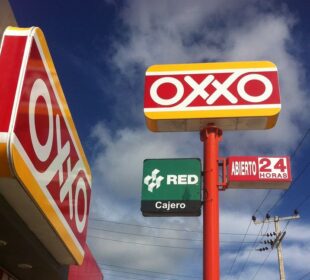 OXXO
OXXO
RED
Cajero
ABIERTO 24
HORAS